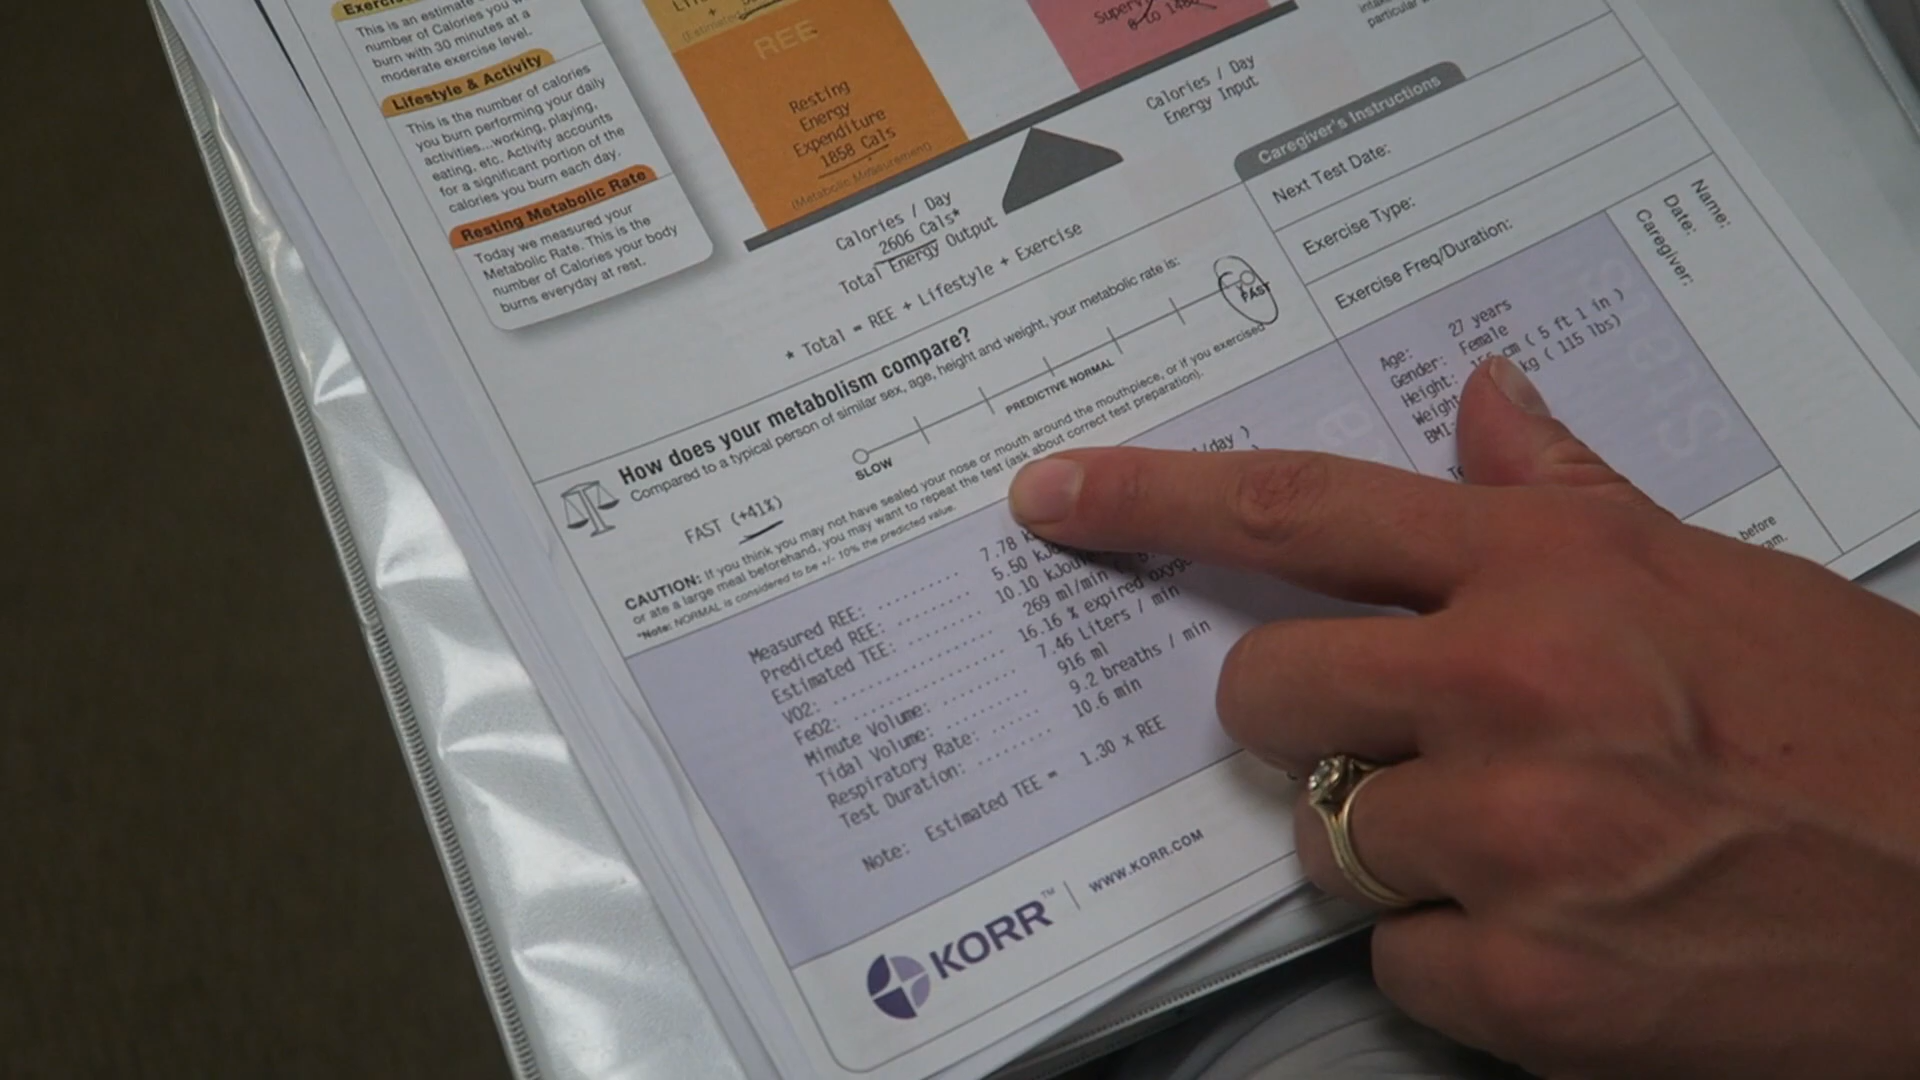 This is an estimate
number of Calories you
burn with 30 minutes at a
moderate exercise level.
Lifestyle & Activity
This is the number of calories
you burn performing your daily
activities...working, playing,
eating, etc. Activity accounts
for a significant portion of the
calories you burn each day.
Resting Metabolic Rate
Today we measured your
Metabolic Rate. This is the
number of Calories your body
burns everyday at rest.
+
REE
Resting
Energy
Expenditure
1858 Cals
(Metabolic Measurement)
Calories / Day
2606 Cals*
Total Energy Output
* Total = REE + Lifestyle + Exercise
Calories / Day
Energy Input
Caregiver's Instructions
Next Test Date:
Exercise Type:
Exercise Freq/Duration:
Name:
Date:
Caregiver:
How does your metabolism compare?
Compared to a typical person of similar sex, age, height and weight, your metabolic rate is:
SLOW
PREDICTIVE NORMAL
FAST
FAST (+41%)
CAUTION: If you think you may not have sealed your nose or mouth around the mouthpiece, or if you exercised
or ate a large meal beforehand, you may want to repeat the test (ask about correct test preparation).
*Note: NORMAL is considered to be +/- 10% the predicted value.
Age: 27 years
Gender: Female
Height: cm ( 5 ft 1 in )
Weight kg ( 115 lbs)
BMI
/day )
Measured REE: 7.78
Predicted REE: 5.50
Estimated TEE: 10.10
VO2: 269 ml/min
FeO2: 16.16 % expired
Minute Volume: 7.46 Liters / min
Tidal Volume: 916 ml
Respiratory Rate: 9.2 breaths / min
Test Duration: 10.6 min
Note: Estimated TEE = 1.30 x REE
before
KORR™ | WWW.KORR.COM